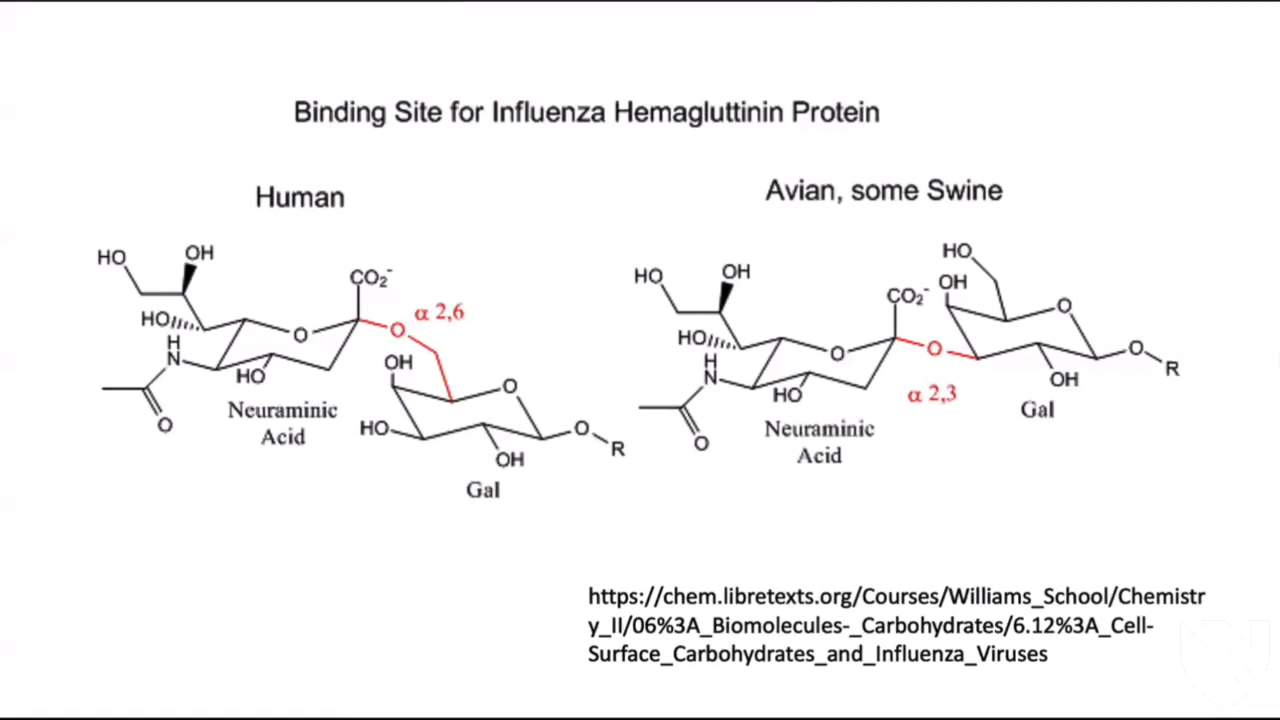 Binding Site for Influenza Hemagluttinin Protein
Human
HO
OH
CO₂⁻
α 2,6
HO
O
O
H
N
HO
OH
O
O
Neuraminic
Acid
HO
O
R
OH
Gal
Avian, some Swine
HO
HO
OH
OH
CO₂⁻
O
HO
O
O
O
R
H
N
HO
OH
α 2,3
Gal
O
Neuraminic
Acid
https://chem.libretexts.org/Courses/Williams_School/Chemistr
y_II/06%3A_Biomolecules-_Carbohydrates/6.12%3A_Cell-
Surface_Carbohydrates_and_Influenza_Viruses